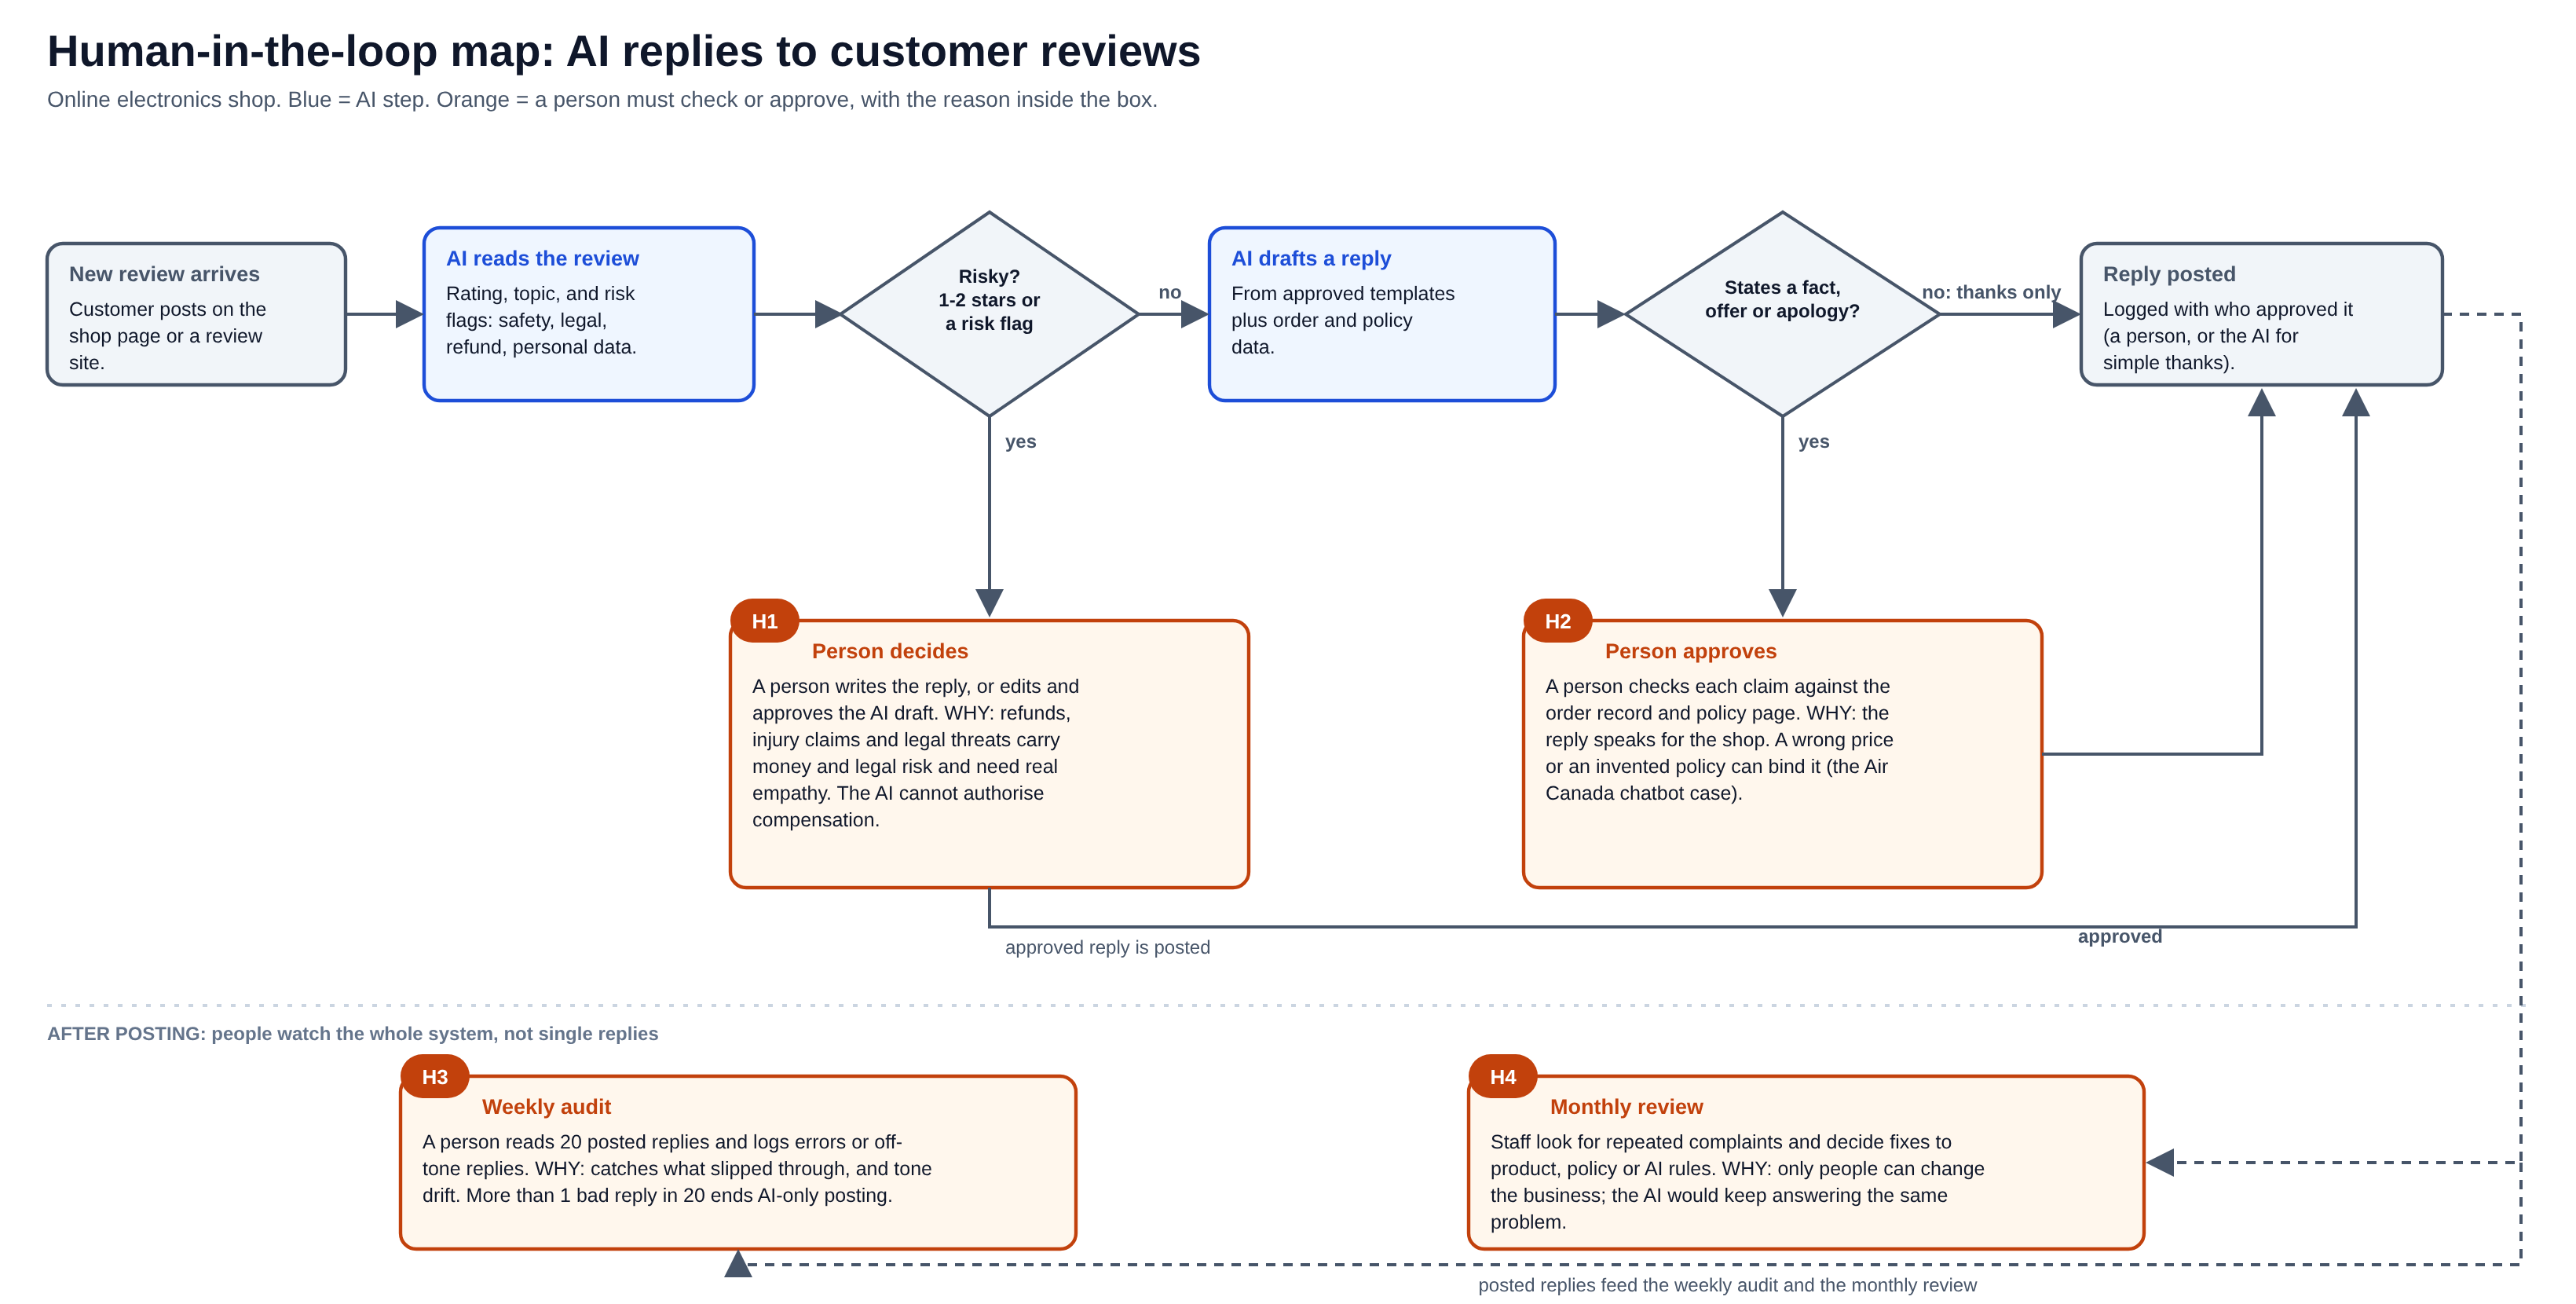 Human-in-the-loop map: AI replies to customer reviews
Online electronics shop. Blue = AI step. Orange = a person must check or approve, with the reason inside the box.
New review arrives
Customer posts on the
shop page or a review
site.
AI reads the review
Rating, topic, and risk
flags: safety, legal,
refund, personal data.
Risky?
1-2 stars or
a risk flag
no
AI drafts a reply
From approved templates
plus order and policy
data.
States a fact,
offer or apology?
no: thanks only
Reply posted
Logged with who approved it
(a person, or the AI for
simple thanks).
yes
yes
H1
Person decides
A person writes the reply, or edits and
approves the AI draft. WHY: refunds,
injury claims and legal threats carry
money and legal risk and need real
empathy. The AI cannot authorise
compensation.
H2
Person approves
A person checks each claim against the
order record and policy page. WHY: the
reply speaks for the shop. A wrong price
or an invented policy can bind it (the Air
Canada chatbot case).
approved reply is posted
approved
AFTER POSTING: people watch the whole system, not single replies
H3
Weekly audit
A person reads 20 posted replies and logs errors or off-
tone replies. WHY: catches what slipped through, and tone
drift. More than 1 bad reply in 20 ends AI-only posting.
H4
Monthly review
Staff look for repeated complaints and decide fixes to
product, policy or AI rules. WHY: only people can change
the business; the AI would keep answering the same
problem.
posted replies feed the weekly audit and the monthly review